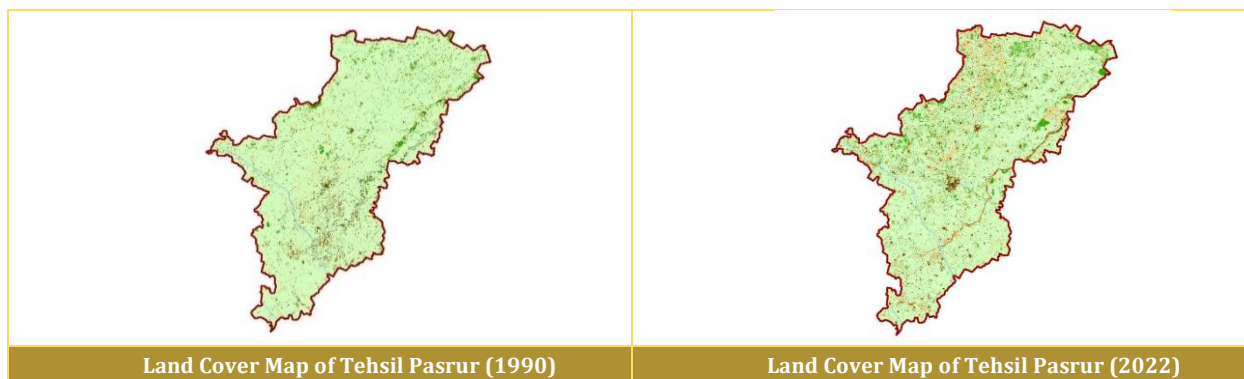 Land Cover Map of Tehsil Pasrur (1990)
Land Cover Map of Tehsil Pasrur (2022)